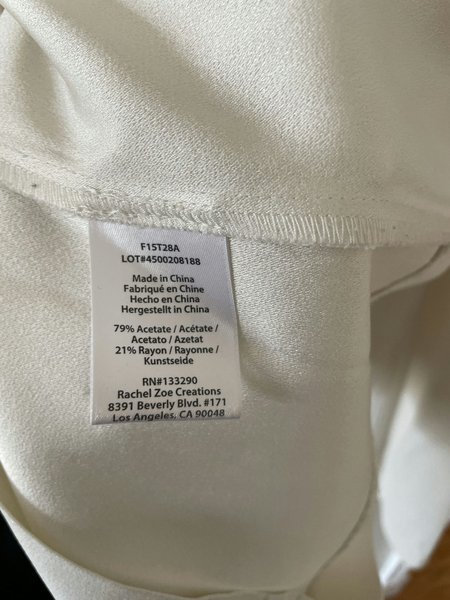 F15T28A
LOT#4500208188
Made in China
Fabriqué en Chine
Hecho en China
Hergestellt in China
79% Acetate / Acétate /
Acetato / Azetat
21% Rayon / Rayonne /
Kunstseide
RN#133290
Rachel Zoe Creations
8391 Beverly Blvd. #171
Los Angeles, CA 90048